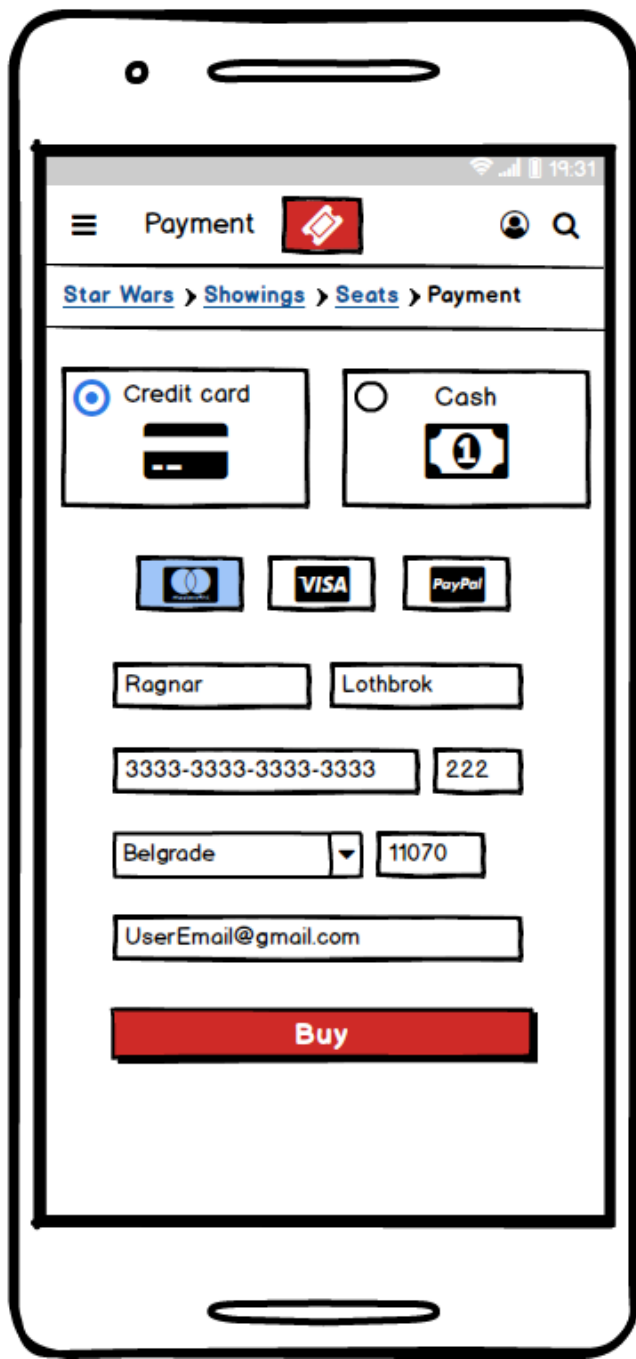 19:31
Payment
Star Wars > Showings > Seats > Payment
Credit card
Cash
1
VISA
PayPal
Ragnar
Lothbrok
3333-3333-3333-3333
222
Belgrade
11070
UserEmail@gmail.com
Buy